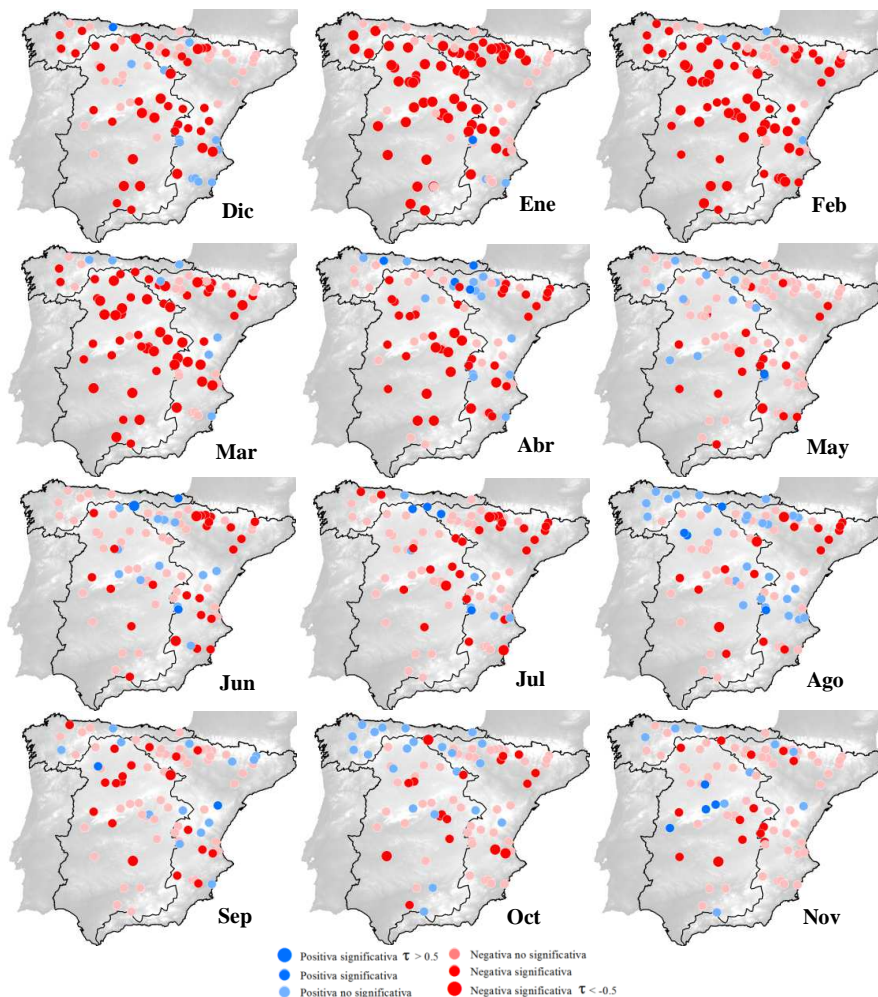 Dic
Ene
Feb
Mar
Abr
May
Jun
Jul
Ago
Sep
Oct
Nov
Positiva significativa τ > 0.5
Positiva significativa
Positiva no significativa
Negativa no significativa
Negativa significativa
Negativa significativa τ < -0.5